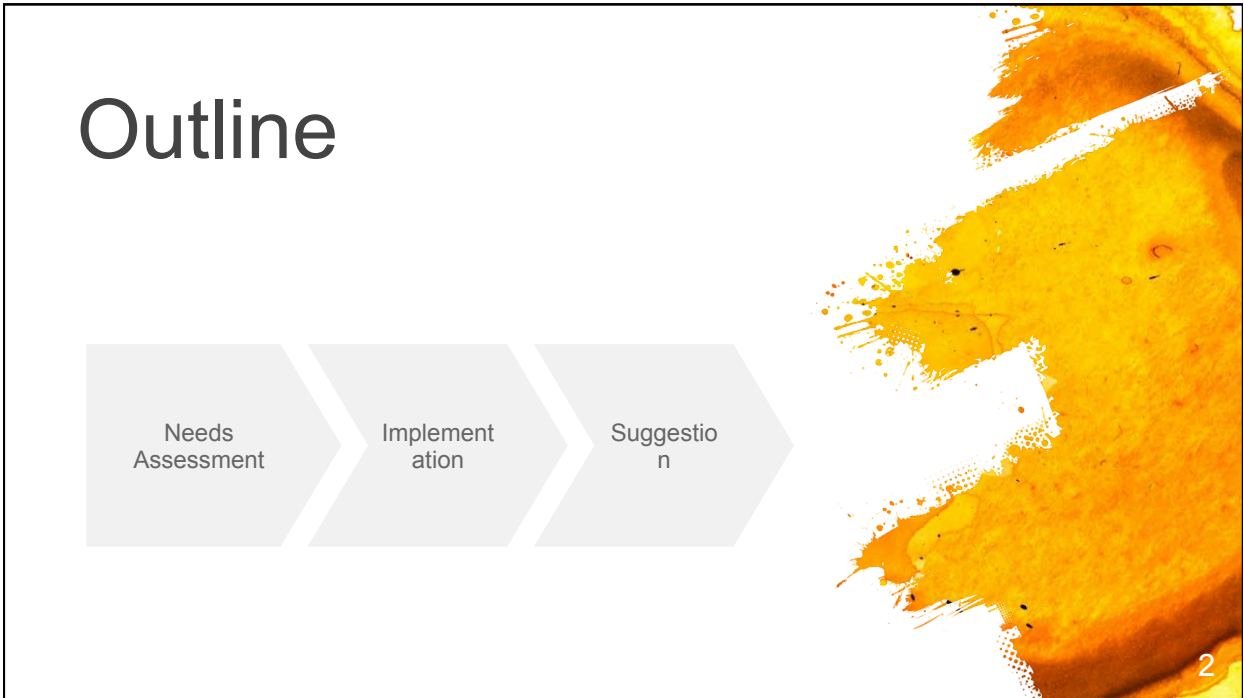 Outline
Needs
Assessment
Implement
ation
Suggestio
n
2